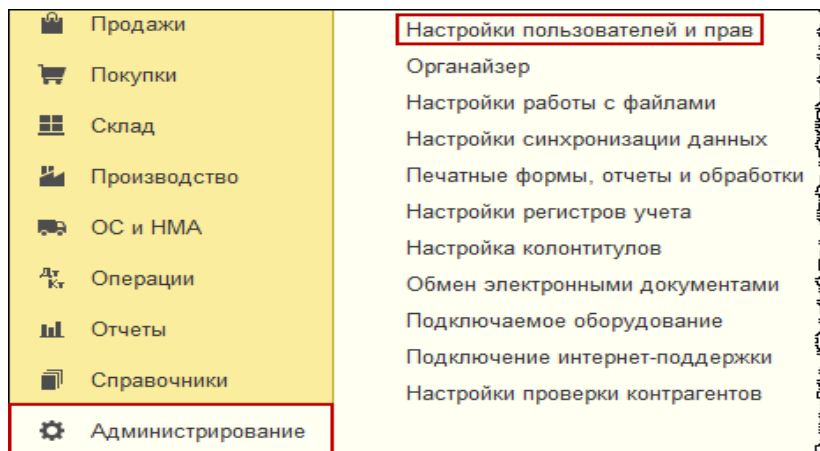 Продажи
Покупки
Склад
Производство
ОС и НМА
Дт Кт Операции
Отчеты
Справочники
Администрирование
Настройки пользователей и прав
Органайзер
Настройки работы с файлами
Настройки синхронизации данных
Печатные формы, отчеты и обработки
Настройки регистров учета
Настройка колонтитулов
Обмен электронными документами
Подключаемое оборудование
Подключение интернет-поддержки
Настройки проверки контрагентов